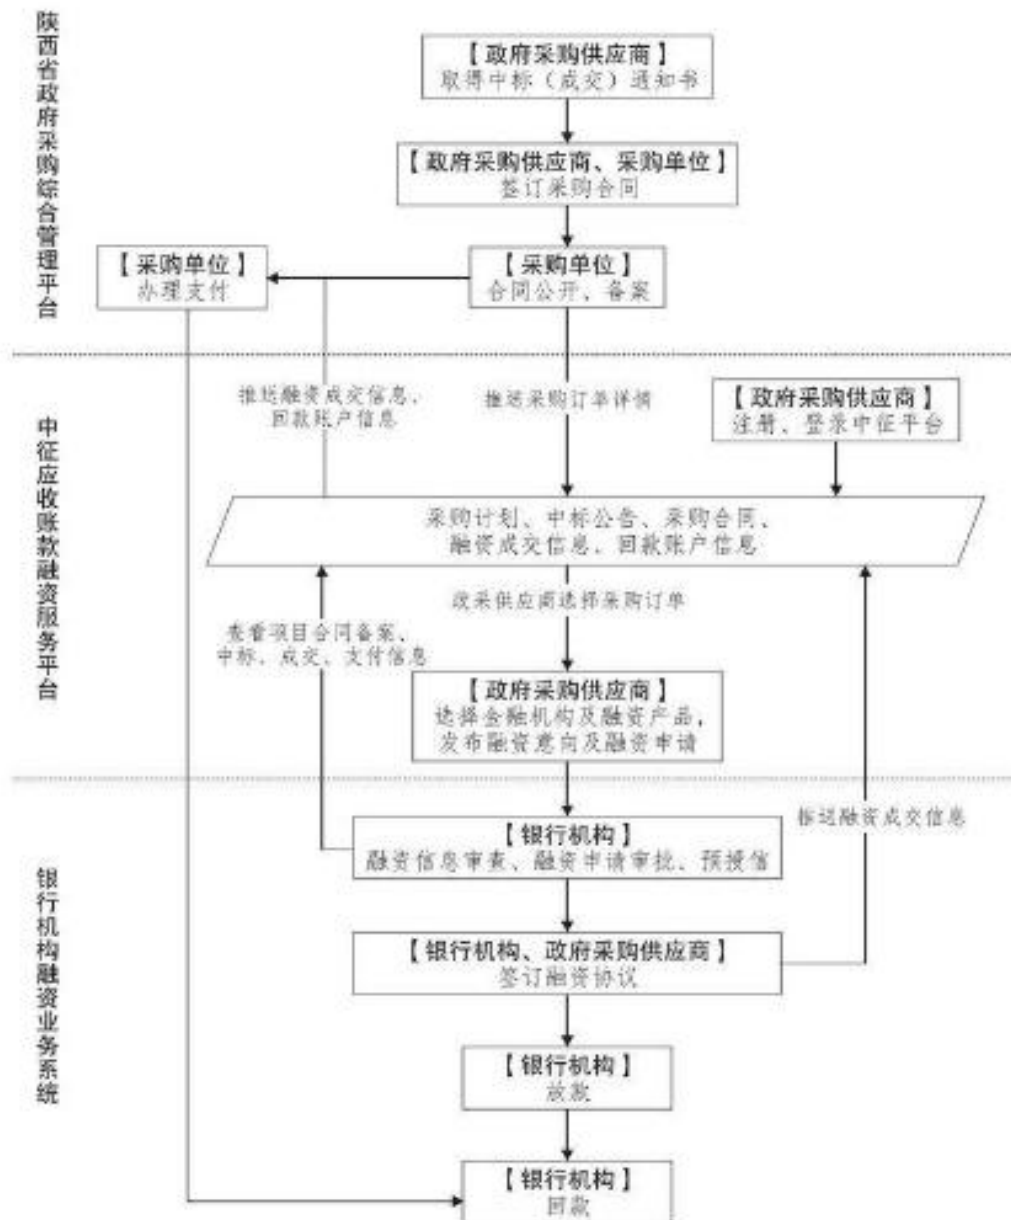 陕西省政府采购综合管理平台
【政府采购供应商】
取得中标（成交）通知书
【政府采购供应商、采购单位】
签订采购合同
【采购单位】
办理支付
【采购单位】
合同公开、备案
中征应收账款融资服务平台
推送融资成交信息、
回款账户信息
推送采购订单详情
【政府采购供应商】
注册、登录中征平台
采购计划、中标公告、采购合同、
融资成交信息、回款账户信息
政采供应商选择采购订单
查看项目合同备案、
中标、成交、支付信息
【政府采购供应商】
选择金融机构及融资产品，
发布融资意向及融资申请
银行机构融资业务系统
【银行机构】
融资信息审查、融资申请审批、预授信
推送融资成交信息
【银行机构、政府采购供应商】
签订融资协议
【银行机构】
放款
【银行机构】
回款